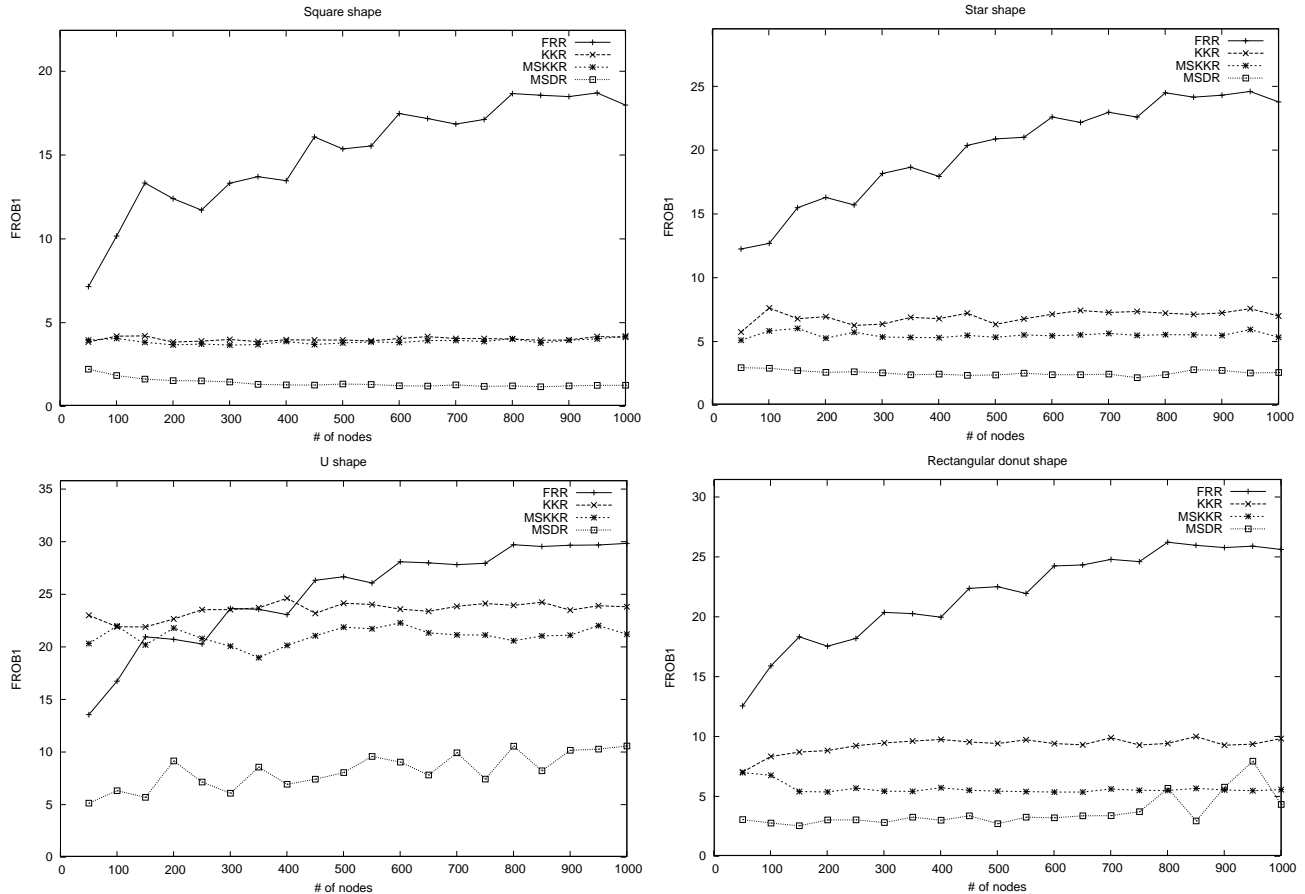 Square shape
FRR
KKR
MSKKR
MSDR
20
15
10
5
0
FROB1
0 100 200 300 400 500 600 700 800 900 1000
# of nodes
Star shape
FRR
KKR
MSKKR
MSDR
25
20
15
10
5
0
FROB1
0 100 200 300 400 500 600 700 800 900 1000
# of nodes
U shape
FRR
KKR
MSKKR
MSDR
35
30
25
20
15
10
5
0
FROB1
0 100 200 300 400 500 600 700 800 900 1000
# of nodes
Rectangular donut shape
FRR
KKR
MSKKR
MSDR
30
25
20
15
10
5
0
FROB1
0 100 200 300 400 500 600 700 800 900 1000
# of nodes